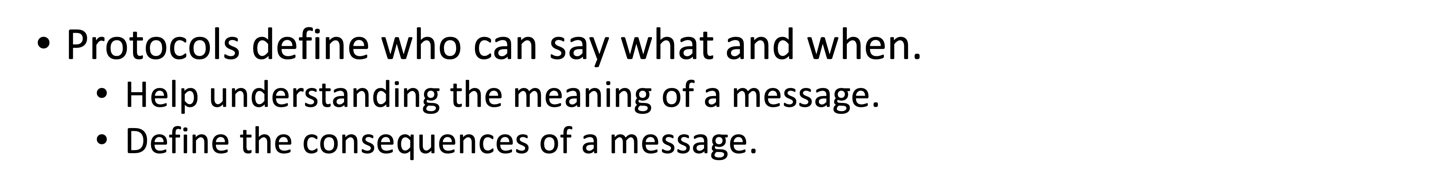 • Protocols define who can say what and when.
• Help understanding the meaning of a message.
• Define the consequences of a message.